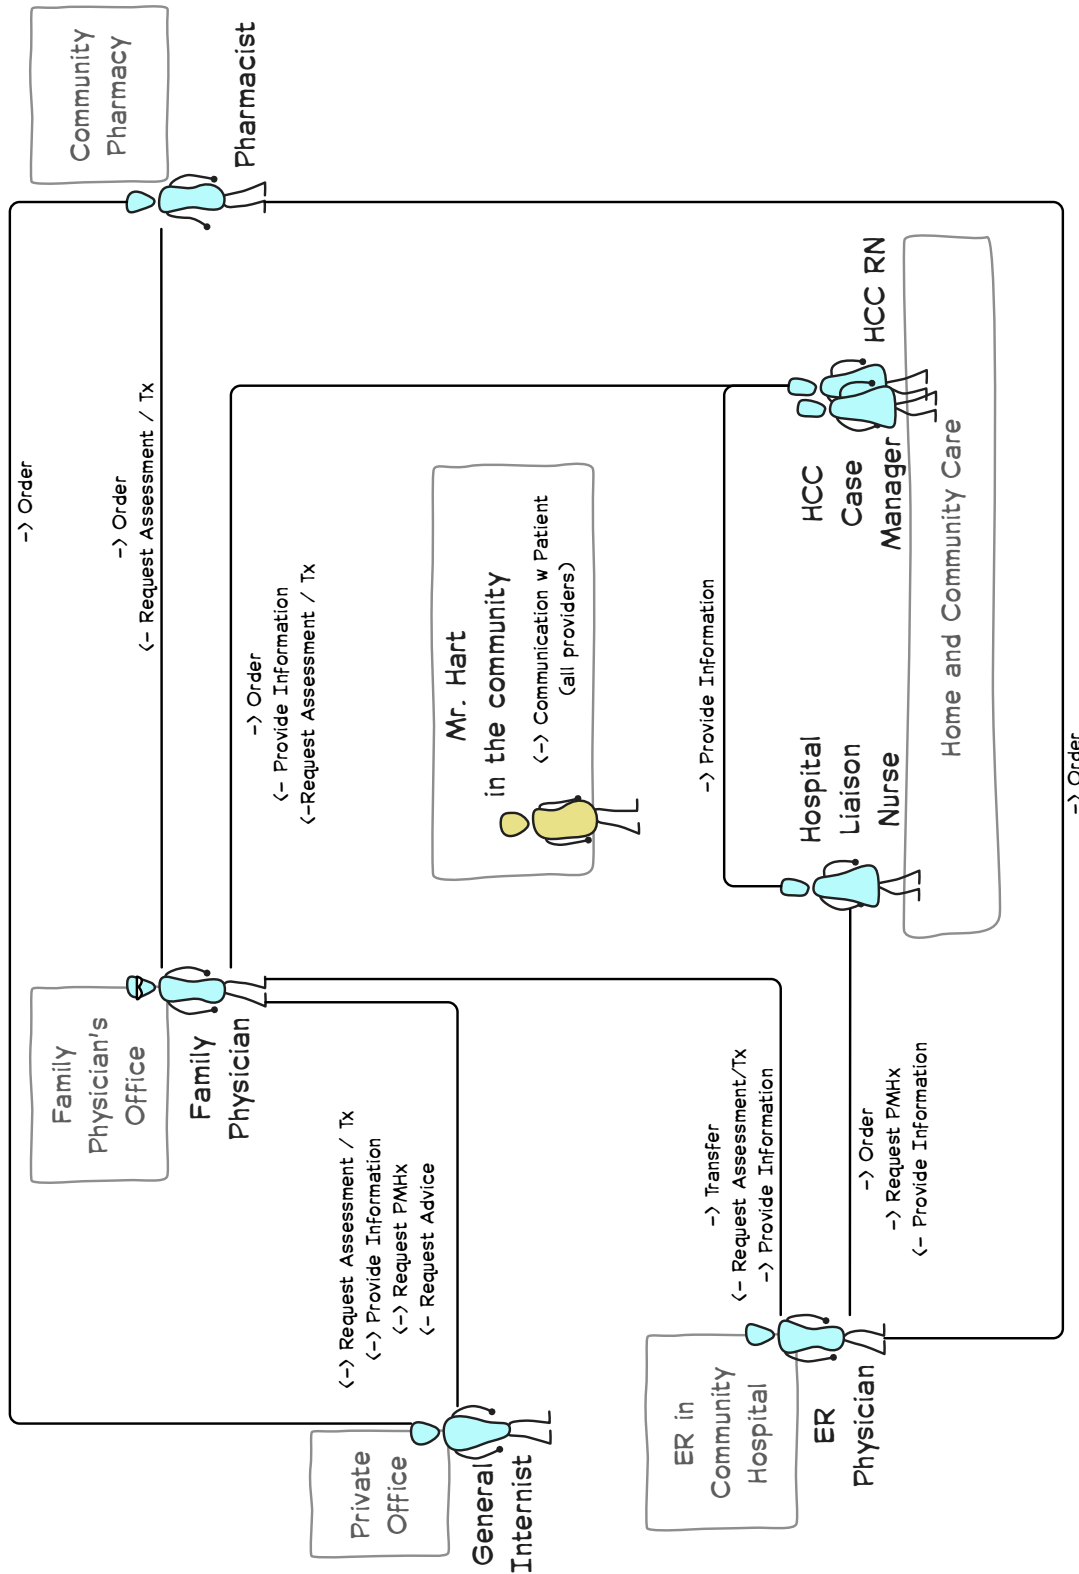 Community
Pharmacy
Pharmacist
-> Order
-> Order
<- Request Assessment / Tx
Family
Physician's
Office
Family
Physician
-> Order
<- Provide Information
<-Request Assessment / Tx
Mr. Hart
in the community
<-> Communication w Patient
(all providers)
<-> Request Assessment / Tx
<-> Provide Information
<-> Request PMHx
<- Request Advice
Private
Office
General
Internist
-> Transfer
<- Request Assessment/Tx
-> Provide Information
-> Provide Information
Hospital
Liaison
Nurse
HCC
Case
Manager
HCC RN
Home and Community Care
ER in
Community
Hospital
ER
Physician
-> Order
-> Request PMHx
<- Provide Information
-> Order